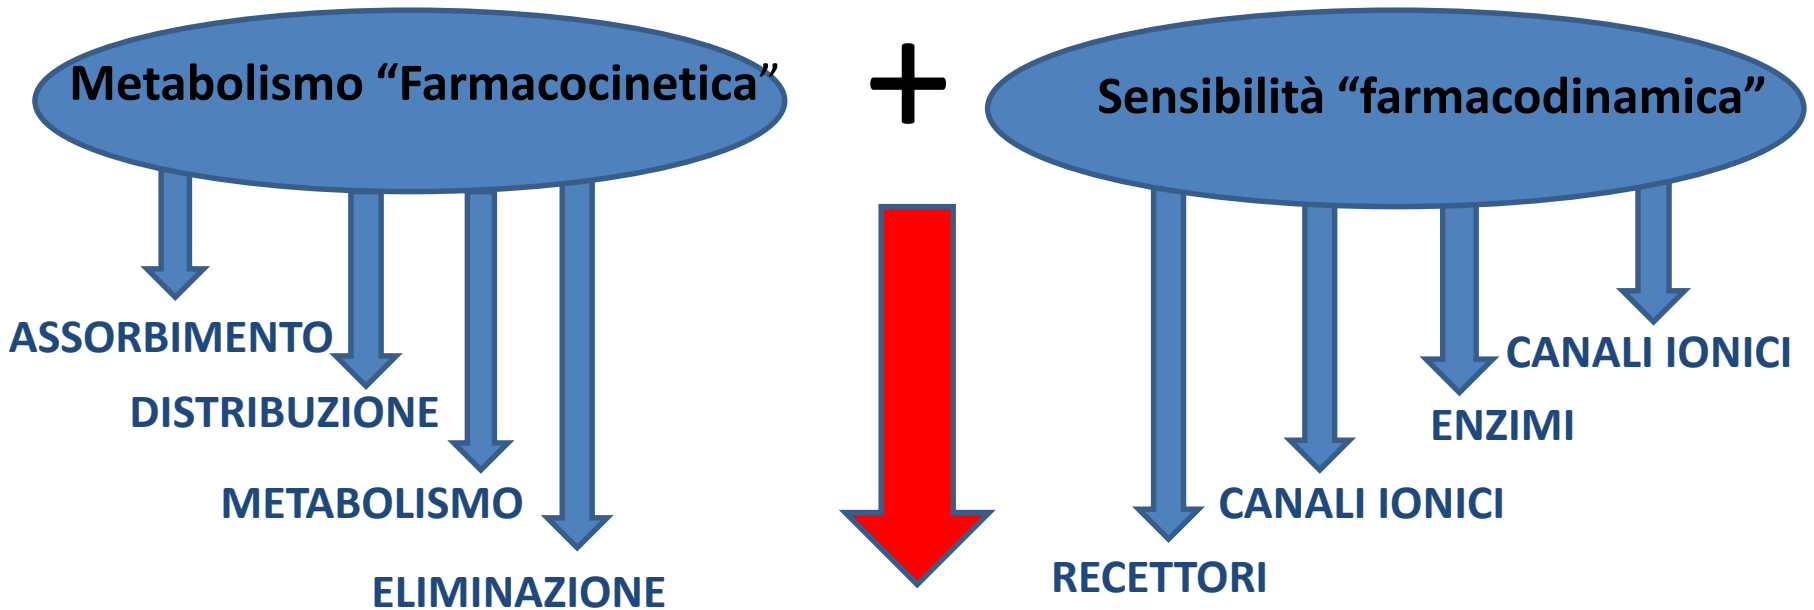 Metabolismo “Farmacocinetica”
+
Sensibilità “farmacodinamica”
ASSORBIMENTO
DISTRIBUZIONE
METABOLISMO
ELIMINAZIONE
CANALI IONICI
ENZIMI
CANALI IONICI
RECETTORI